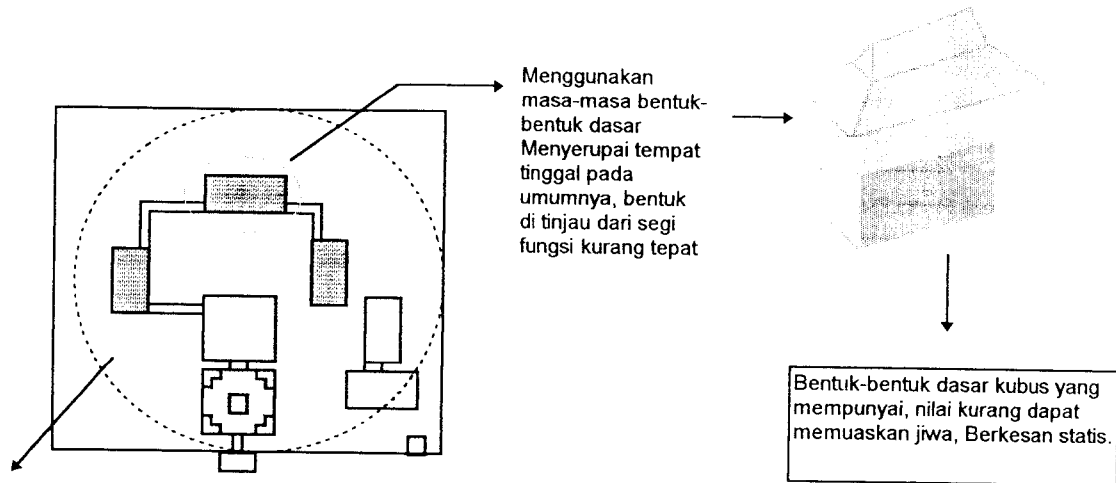 Menggunakan
masa-masa bentuk-
bentuk dasar
Menyerupai tempat
tinggal pada
umumnya, bentuk
di tinjau dari segi
fungsi kurang tepat
Bentuk-bentuk dasar kubus yang
mempunyai, nilai kurang dapat
memuaskan jiwa, Berkesan statis.